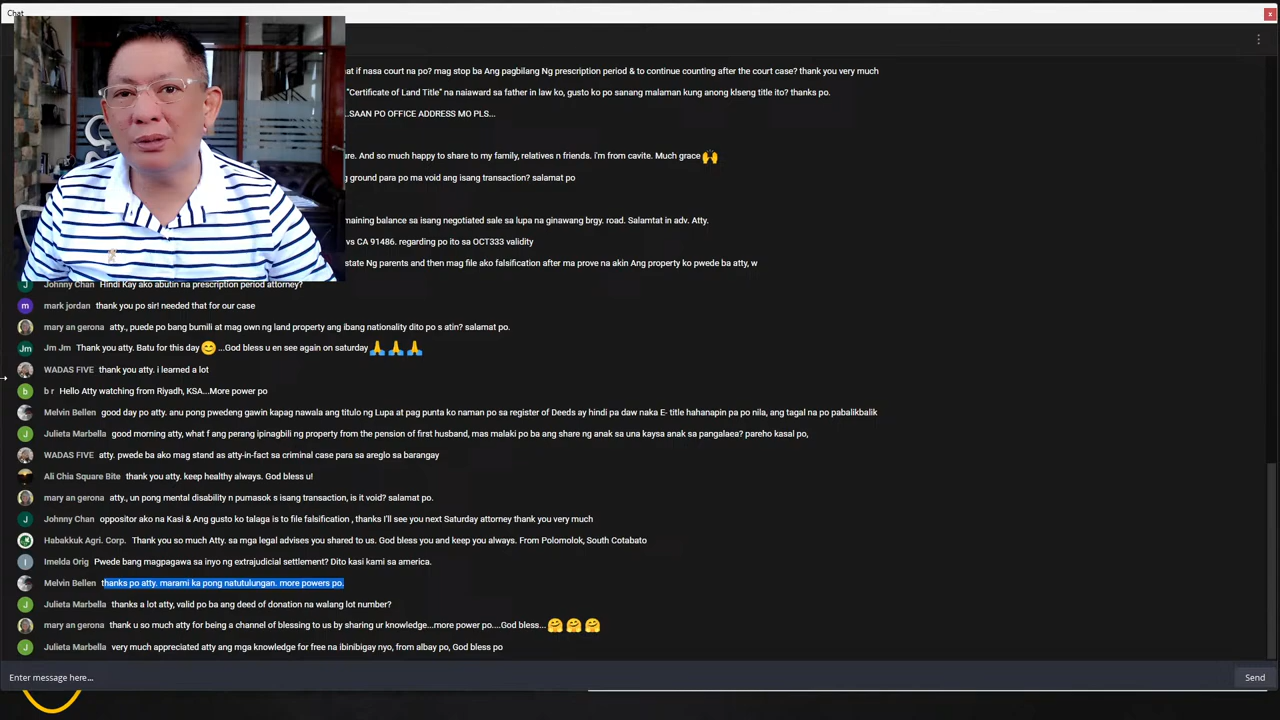 Chat
at if nasa court na po? mag stop ba Ang pagbilang Ng prescription period & to continue counting after the court case? thank you very much
"Certificate of Land Title" na naiaward sa father in law ko, gusto ko po sanang malaman kung anong klseng title ito? thanks po.
.SAAN PO OFFICE ADDRESS MO PLS...
ure. And so much happy to share to my family, relatives n friends. i'm from cavite. Much grace 🙌
g ground para po ma void ang isang transaction? salamat po
maining balance sa isang negotiated sale sa lupa na ginawang brgy. road. Salamtat in adv. Atty.
vs CA 91486. regarding po ito sa OCT333 validity
state Ng parents and then mag file ako falsification after ma prove na akin Ang property ko pwede ba atty, w
J Johnny Chan Hindi Kay ako abutin na prescription period attorney?
m mark jordan thank you po sir! needed that for our case
mary an gerona atty., puede po bang bumili at mag own ng land property ang ibang nationality dito po s atin? salamat po.
Jm Jm Jm Thank you atty. Batu for this day 😊 ...God bless u en see again on saturday 🙏 🙏 🙏
WADAS FIVE thank you atty. i learned a lot
b b r Hello Atty watching from Riyadh, KSA...More power po
Melvin Bellen good day po atty. anu pong pwedeng gawin kapag nawala ang titulo ng Lupa at pag punta ko naman po sa register of Deeds ay hindi pa daw naka E- title hahanapin pa po nila, ang tagal na po pabalikbalik
J Julieta Marbella good morning atty, what f ang perang ipinagbili ng property from the pension of first husband, mas malaki po ba ang share ng anak sa una kaysa anak sa pangalaea? pareho kasal po,
WADAS FIVE atty. pwede ba ako mag stand as atty-in-fact sa criminal case para sa areglo sa barangay
Ali Chia Square Bite thank you atty. keep healthy always. God bless u!
mary an gerona atty., un pong mental disability n pumasok s isang transaction, is it void? salamat po.
J Johnny Chan oppositor ako na Kasi & Ang gusto ko talaga is to file falsification , thanks I'll see you next Saturday attorney thank you very much
Habakkuk Agri. Corp. Thank you so much Atty. sa mga legal advises you shared to us. God bless you and keep you always. From Polomolok, South Cotabato
I Imelda Orig Pwede bang magpagawa sa inyo ng extrajudicial settlement? Dito kasi kami sa america.
Melvin Bellen thanks po atty. marami ka pong natutulungan. more powers po.
J Julieta Marbella thanks a lot atty, valid po ba ang deed of donation na walang lot number?
mary an gerona thank u so much atty for being a channel of blessing to us by sharing ur knowledge...more power po....God bless... 🤗 🤗 🤗
J Julieta Marbella very much appreciated atty ang mga knowledge for free na ibinibigay nyo, from albay po, God bless po
Enter message here...
Send